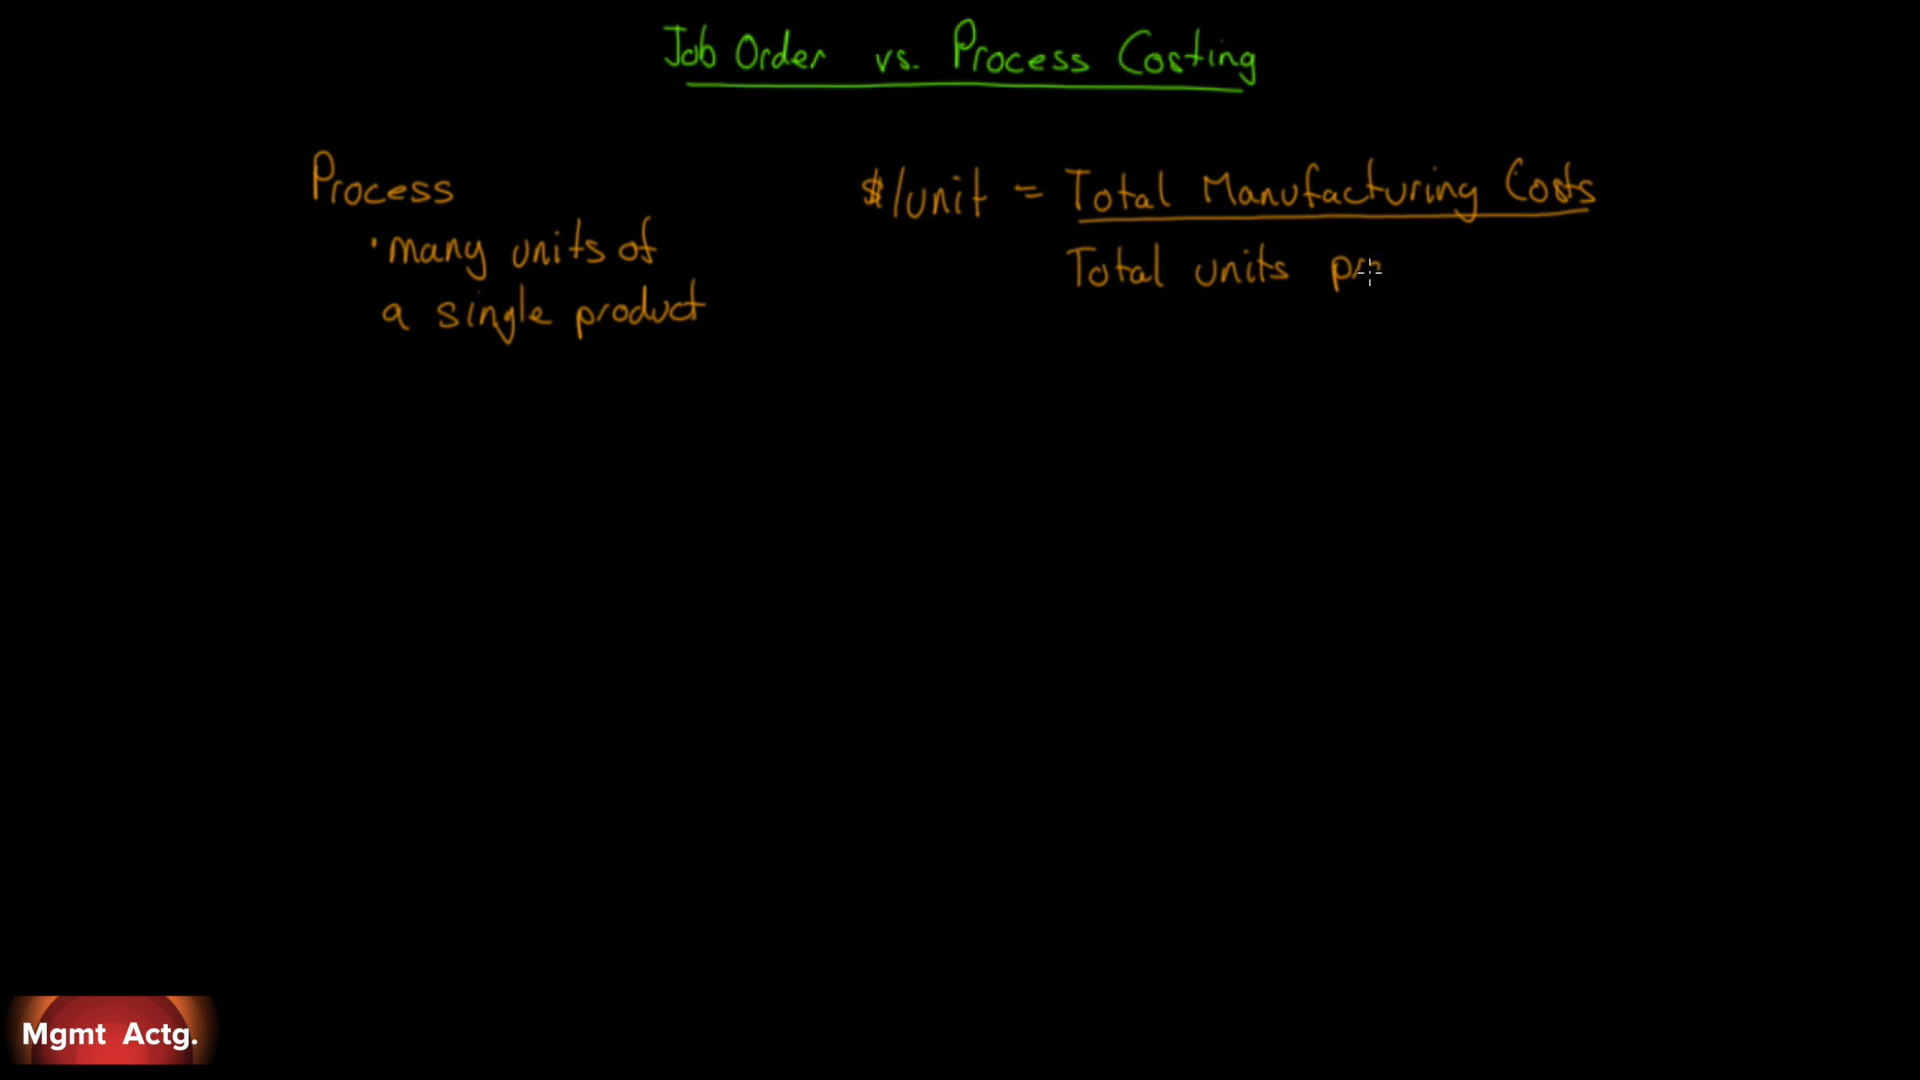 Job Order vs. Process Costing
Process
• many units of
a single product
$/unit = Total Manufacturing Costs
Total units pr
Mgmt Actg.